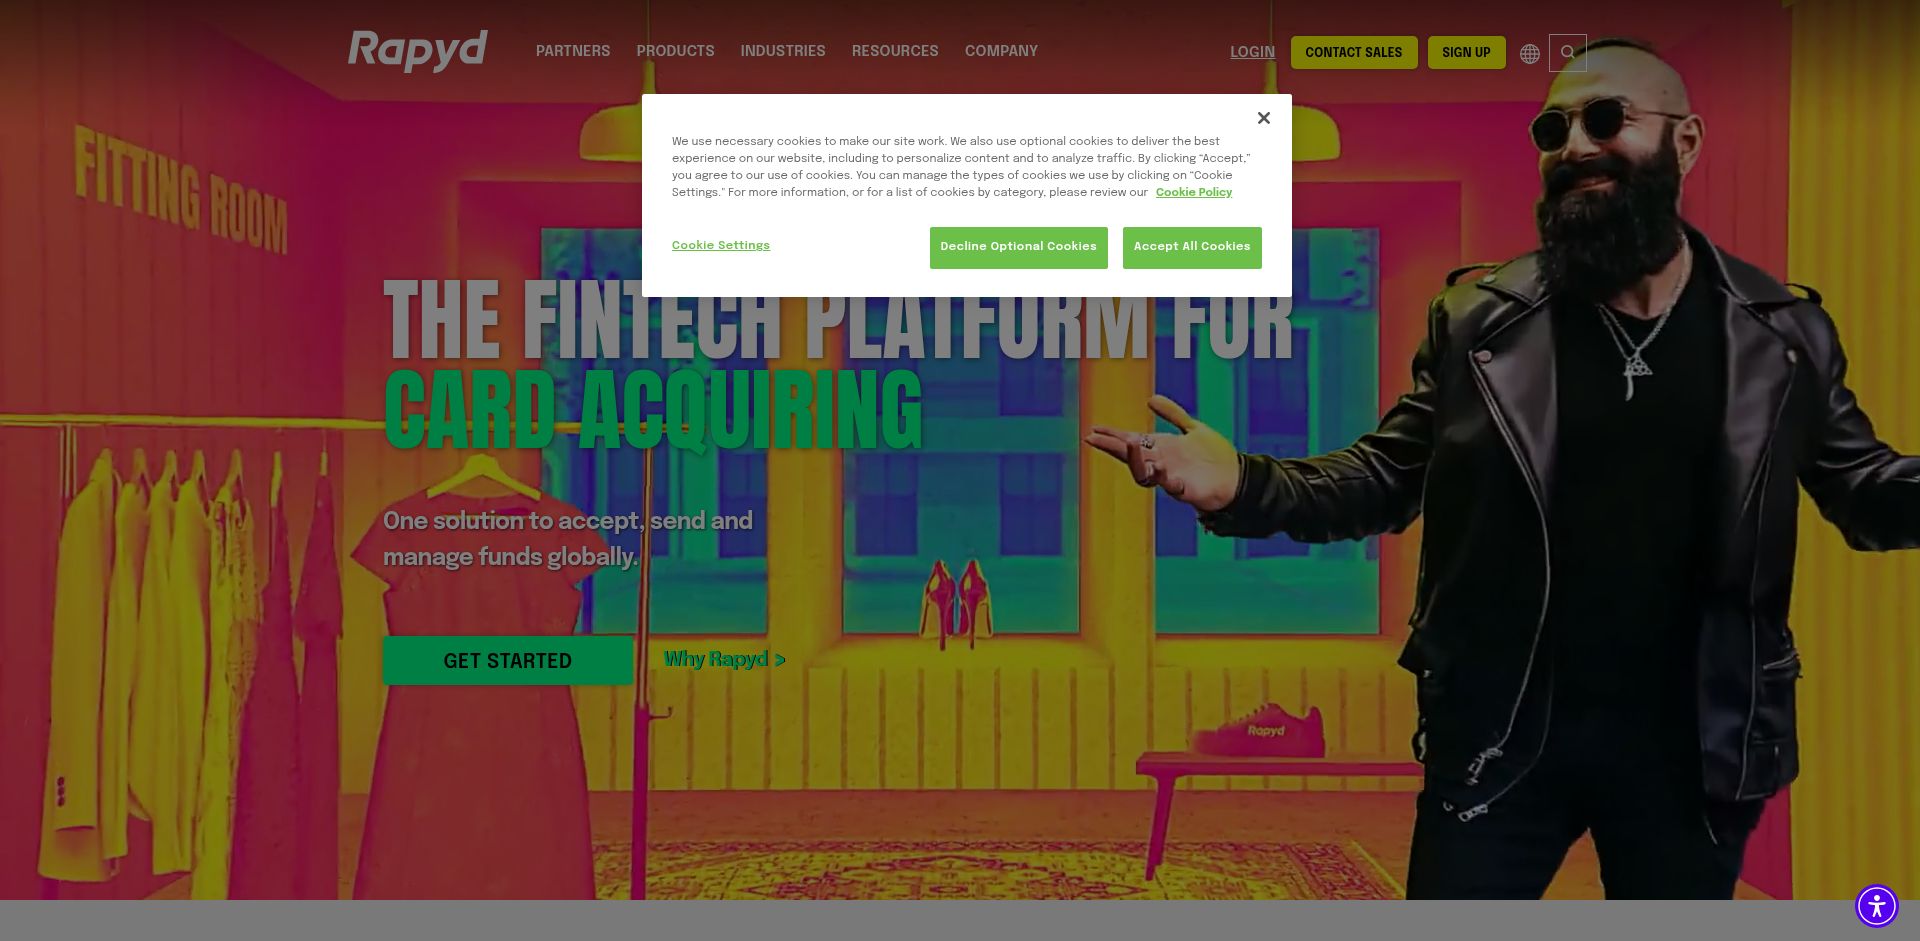 Rapyd
PARTNERS
PRODUCTS
INDUSTRIES
RESOURCES
COMPANY
LOGIN
CONTACT SALES
SIGN UP
FITTING ROOM
We use necessary cookies to make our site work. We also use optional cookies to deliver the best
experience on our website, including to personalize content and to analyze traffic. By clicking “Accept,”
you agree to our use of cookies. You can manage the types of cookies we use by clicking on “Cookie
Settings.” For more information, or for a list of cookies by category, please review our Cookie Policy
Cookie Settings
Decline Optional Cookies
Accept All Cookies
THE FINTECH PLATFORM FOR
CARD ACQUIRING
One solution to accept, send and
manage funds globally.
GET STARTED
Why Rapyd >
Rapyd